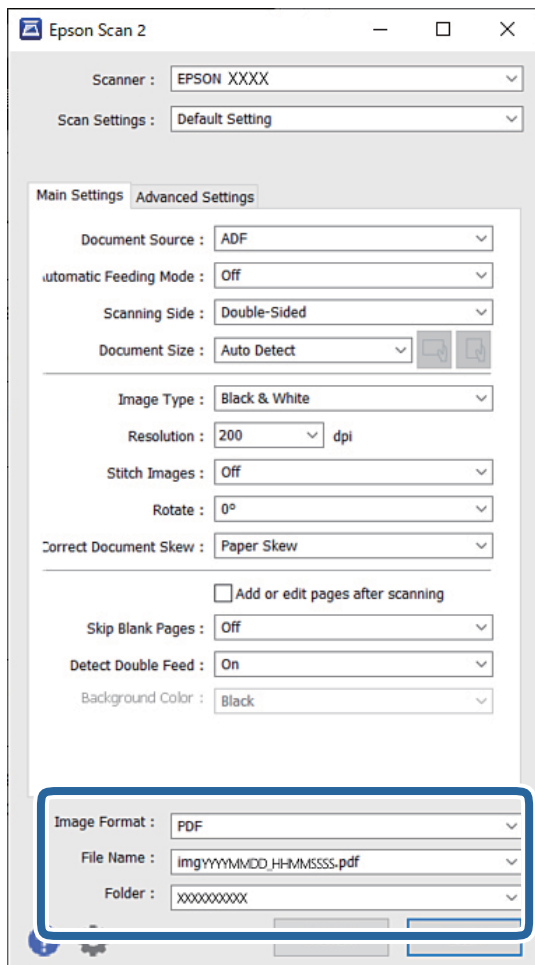 Epson Scan 2
Scanner : EPSON XXXX
Scan Settings : Default Setting
Main Settings Advanced Settings
Document Source : ADF
utomatic Feeding Mode : Off
Scanning Side : Double-Sided
Document Size : Auto Detect
Image Type : Black & White
Resolution : 200 dpi
Stitch Images : Off
Rotate : 0°
Correct Document Skew : Paper Skew
Add or edit pages after scanning
Skip Blank Pages : Off
Detect Double Feed : On
Background Color : Black
Image Format : PDF
File Name : imgYYYYMMDD_HHMMSSSS.pdf
Folder : XXXXXXXXXX